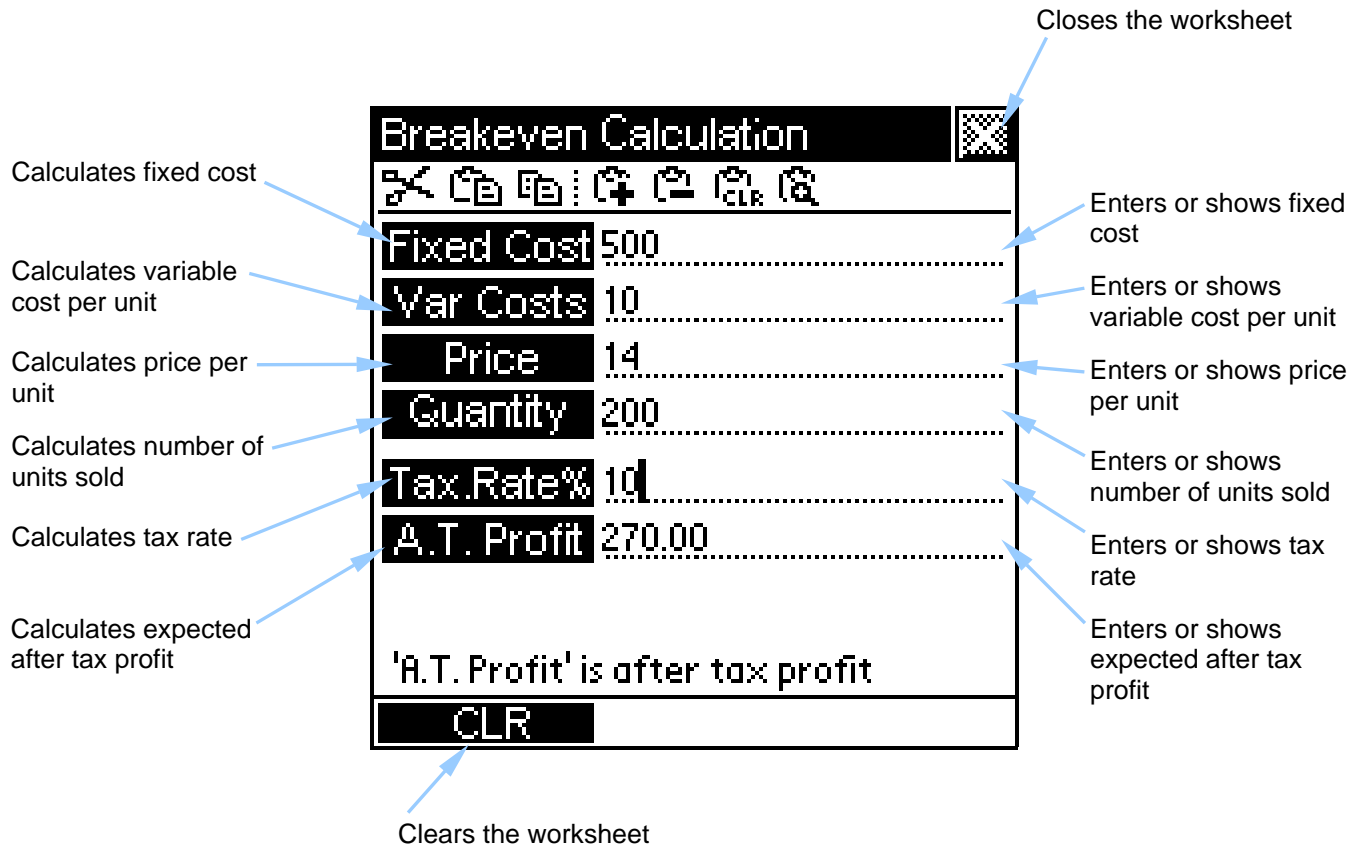 Closes the worksheet
Breakeven Calculation
CLR
Calculates fixed cost
Fixed Cost 500
Enters or shows fixed
cost
Calculates variable
cost per unit
Var Costs 10
Enters or shows
variable cost per unit
Calculates price per
unit
Price 14
Enters or shows price
per unit
Calculates number of
units sold
Quantity 200
Enters or shows
number of units sold
Calculates tax rate
Tax.Rate% 10
Enters or shows tax
rate
Calculates expected
after tax profit
A.T. Profit 270.00
Enters or shows
expected after tax
profit
'A.T. Profit' is after tax profit
CLR
Clears the worksheet